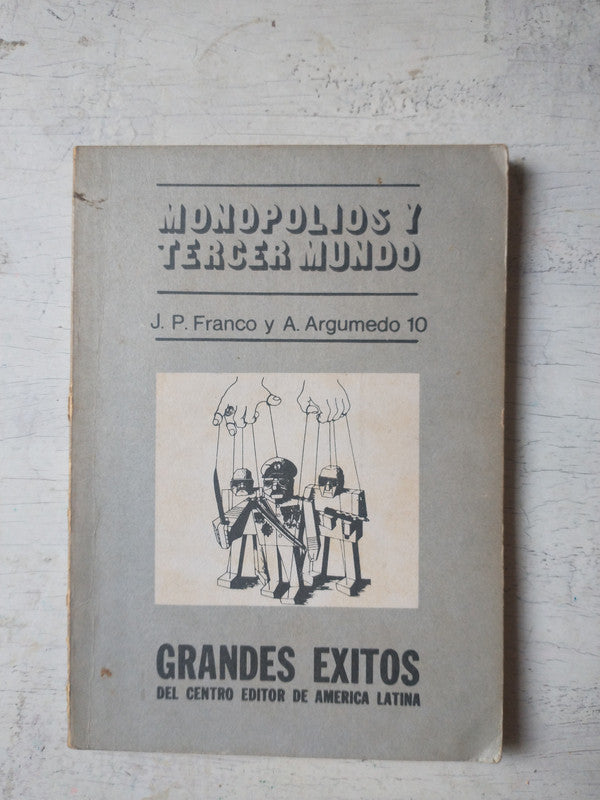 MONOPOLIOS Y
TERCER MUNDO
J. P. Franco y A. Argumedo 10
GRANDES EXITOS
DEL CENTRO EDITOR DE AMERICA LATINA